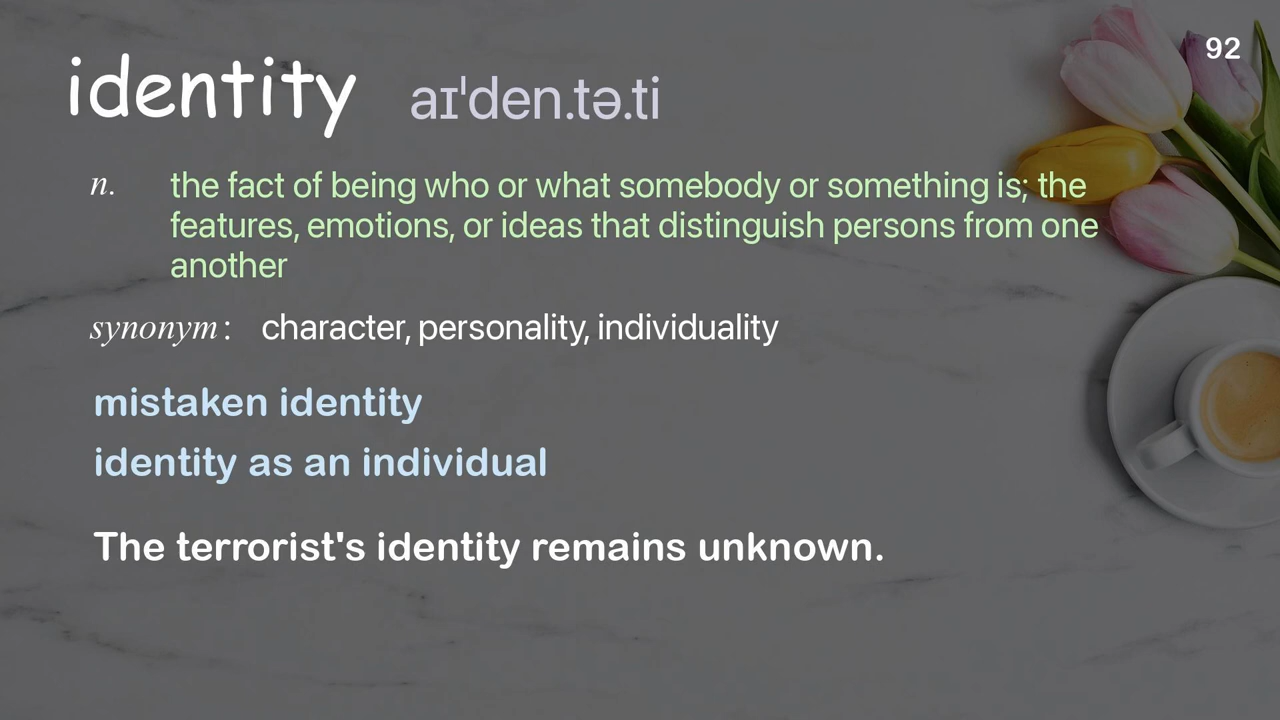 92
identity aɪˈden.tə.ti
n. the fact of being who or what somebody or something is; the
features, emotions, or ideas that distinguish persons from one
another
synonym: character, personality, individuality
mistaken identity
identity as an individual
The terrorist's identity remains unknown.